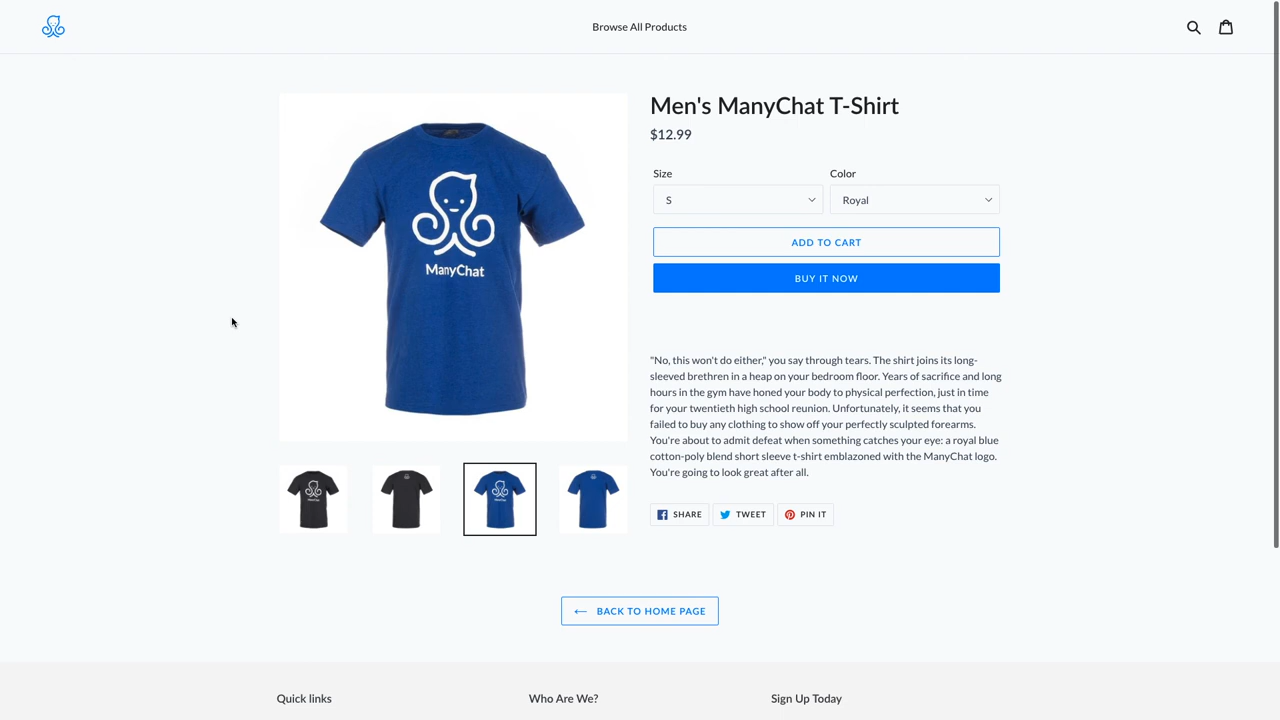 Browse All Products
Men's ManyChat T-Shirt
$12.99
Size
Color
S
Royal
ADD TO CART
BUY IT NOW
ManyChat
"No, this won't do either," you say through tears. The shirt joins its long-
sleeved brethren in a heap on your bedroom floor. Years of sacrifice and long
hours in the gym have honed your body to physical perfection, just in time
for your twentieth high school reunion. Unfortunately, it seems that you
failed to buy any clothing to show off your perfectly sculpted forearms.
You're about to admit defeat when something catches your eye: a royal blue
cotton-poly blend short sleeve t-shirt emblazoned with the ManyChat logo.
You're going to look great after all.
ManyChat
ManyChat
SHARE
TWEET
PIN IT
BACK TO HOME PAGE
Quick links
Who Are We?
Sign Up Today